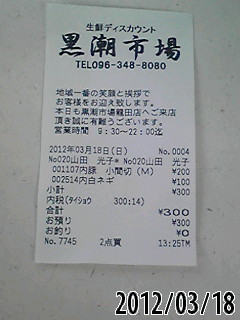 生鮮ディスカウント
黒潮市場
TEL096-348-8080
地域一番の笑顔と挨拶で
お客様をお迎え致します。
本日も黒潮市場龍田店へご来店
頂き誠に有難うございます。
営業時間 9:30〜22:00迄
2012年03月18日(日) No.0004
No020山田 光子* No020山田 光子
001107内豚 小間切(M) ¥200
002514内白ネギ ¥100
小計 ¥300
内税(タイショウ 300:14)
合計 ¥300
お預り ¥300
お釣り ¥0
No.7745 2点買 13:25TM
2012/03/18